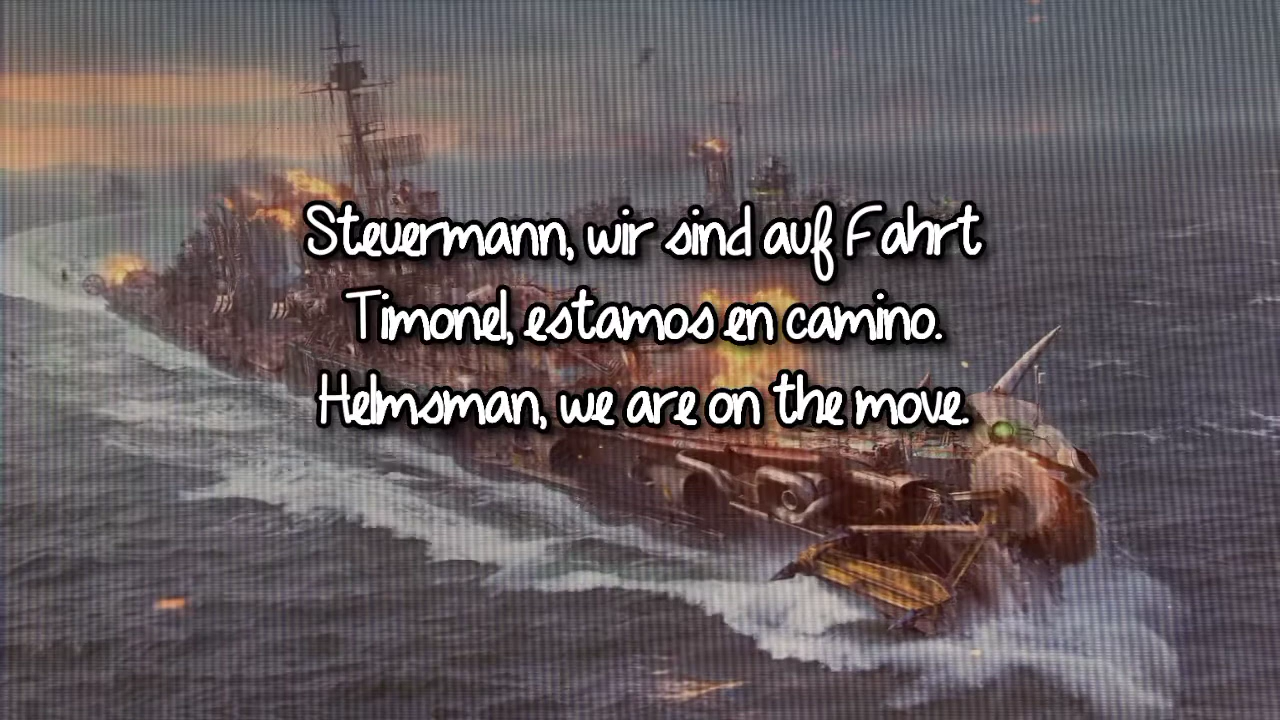 Steuermann, wir sind auf Fahrt
Timonel, estamos en camino.
Helmsman, we are on the move.